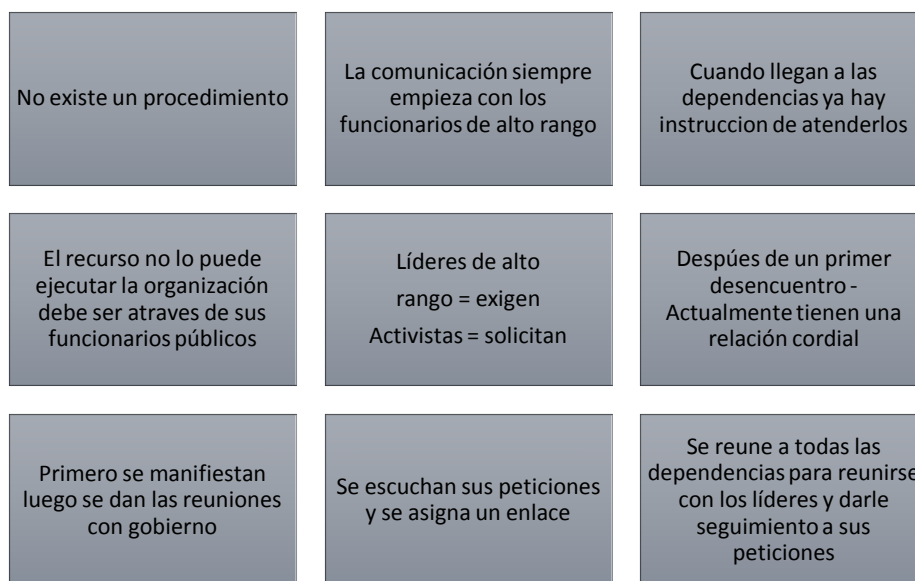 No existe un procedimiento
La comunicación siempre
empieza con los
funcionarios de alto rango
Cuando llegan a las
dependencias ya hay
instruccion de atenderlos
El recurso no lo puede
ejecutar la organización
debe ser atraves de sus
funcionarios públicos
Líderes de alto
rango = exigen
Activistas = solicitan
Despúes de un primer
desencuentro -
Actualmente tienen una
relación cordial
Primero se manifiestan
luego se dan las reuniones
con gobierno
Se escuchan sus peticiones
y se asigna un enlace
Se reune a todas las
dependencias para reunirse
con los líderes y darle
seguimiento a sus
peticiones